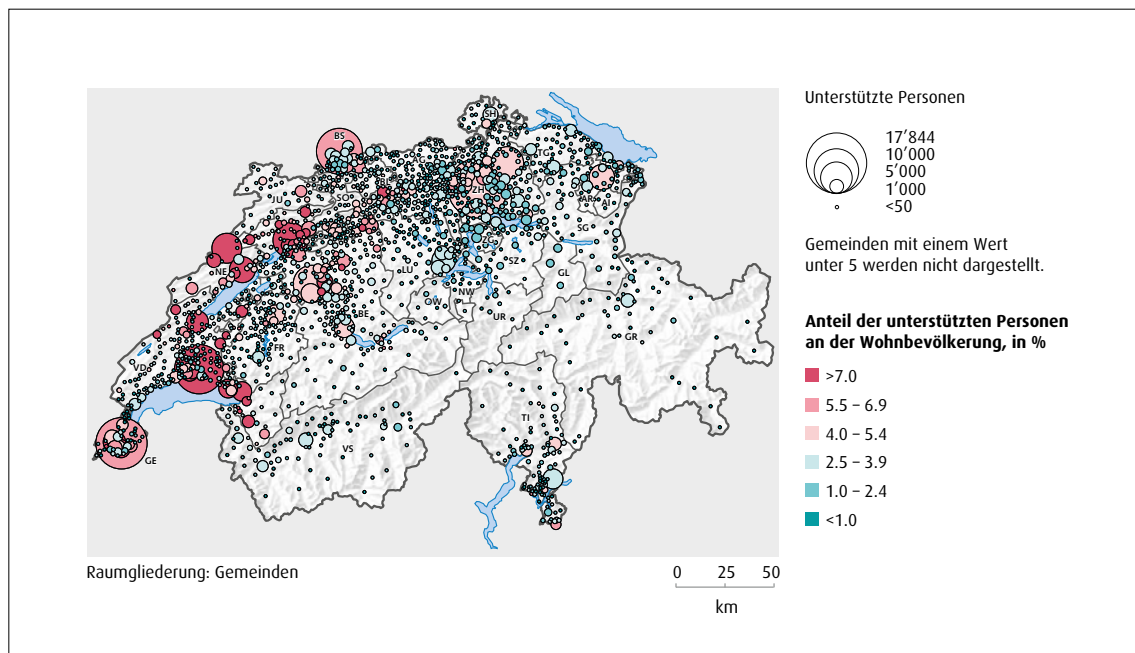 BS
SH
AG
ZH
JU
SO
AR
AI
SG
ZG
NE
LU
SZ
GL
NW
OW
BE
UR
GR
FR
VD
TI
VS
GE
Raumgliederung: Gemeinden
0 25 50
km
Unterstützte Personen
17’844
10’000
5’000
1’000
<50
Gemeinden mit einem Wert
unter 5 werden nicht dargestellt.
Anteil der unterstützten Personen
an der Wohnbevölkerung, in %
>7.0
5.5 – 6.9
4.0 – 5.4
2.5 – 3.9
1.0 – 2.4
<1.0